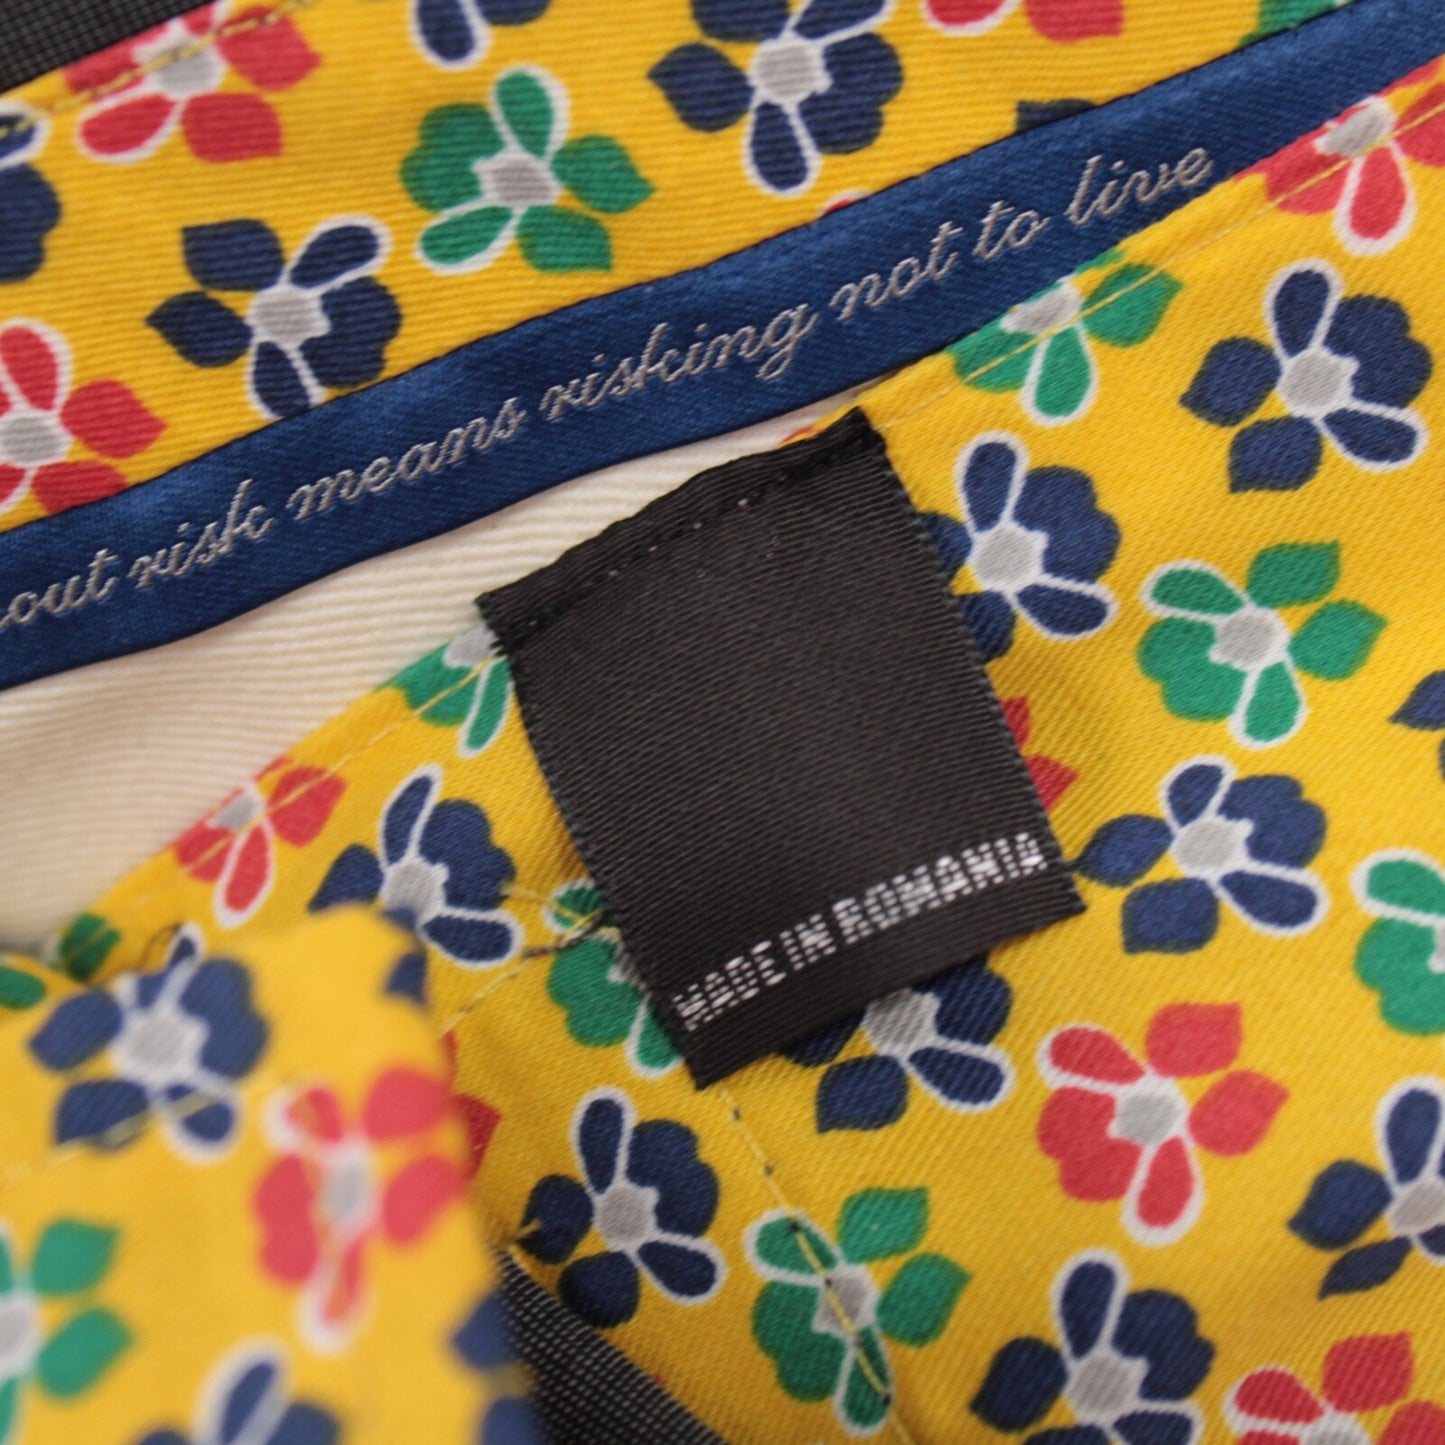 out risk means risking not to live
MADE IN ROMANIA